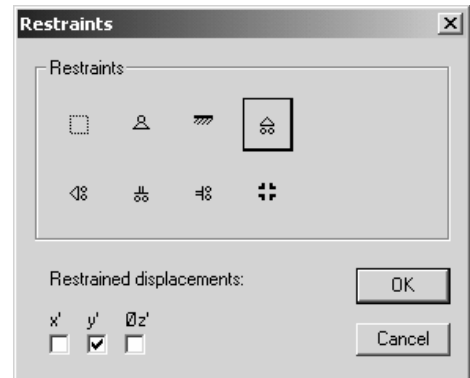 Restraints
Restraints
Restrained displacements:
OK
x' y' Øz'
Cancel